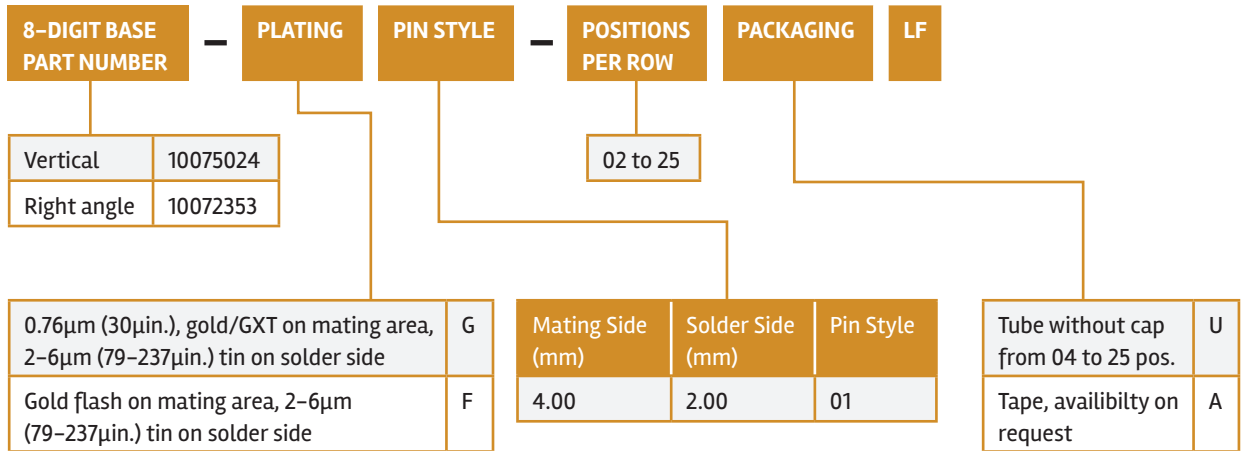 8–DIGIT BASE
PART NUMBER
–
PLATING
PIN STYLE
–
POSITIONS
PER ROW
PACKAGING
LF
Vertical 10075024
Right angle 10072353
02 to 25
0.76µm (30µin.), gold/GXT on mating area, G
2–6µm (79–237µin.) tin on solder side
Gold flash on mating area, 2–6µm F
(79–237µin.) tin on solder side
Mating Side Solder Side Pin Style
(mm) (mm)
4.00 2.00 01
Tube without cap U
from 04 to 25 pos.
Tape, availibilty on A
request